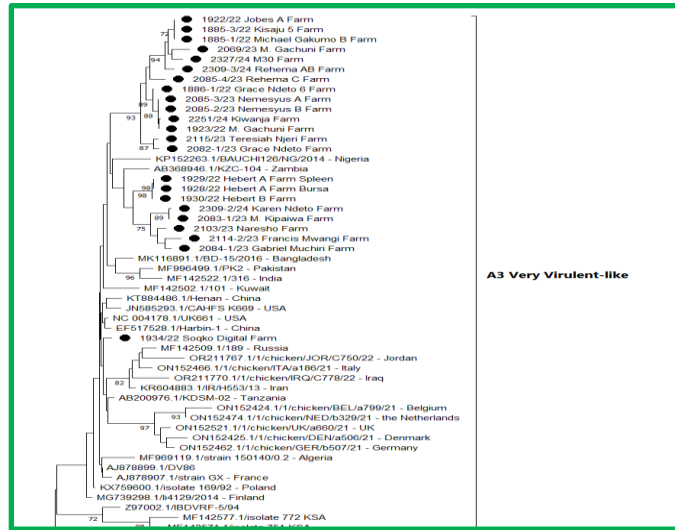 1922/22 Jobes A Farm
72
1885-3/22 Kisaju 5 Farm
1885-1/22 Michael Gakumo B Farm
2069/23 M. Gachuni Farm
94
2327/24 M30 Farm
2309-3/24 Rehema AB Farm
2085-4/23 Rehema C Farm
1886-1/22 Grace Ndeto 6 Farm
89
2085-3/23 Nemesyus A Farm
2085-2/23 Nemesyus B Farm
93
88
2251/24 Kiwanja Farm
1923/22 M. Gachuni Farm
2115/23 Teresiah Njeri Farm
87
2082-1/23 Grace Ndeto Farm
KP152263.1/BAUCHI126/NG/2014 - Nigeria
AB368946.1/KZC-104 - Zambia
1929/22 Hebert A Farm Spleen
98
1928/22 Hebert A Farm Bursa
98
1930/22 Hebert B Farm
2309-2/24 Karen Ndeto Farm
89
2083-1/23 M. Kipaiwa Farm
75
2103/23 Naresho Farm
2114-2/23 Francis Mwangi Farm
2084-1/23 Gabriel Muchiri Farm
MK116891.1/BD-15/2016 - Bangladesh
MF996499.1/PK2 - Pakistan
96
MF142522.1/316 - India
A3 Very Virulent-like
MF142502.1/101 - Kuwait
KT884486.1/Henan - China
JN585293.1/CAHFS K669 - USA
NC 004178.1/UK661 - USA
EF517528.1/Harbin-1 - China
1934/22 Soqko Digital Farm
MF142509.1/189 - Russia
OR211767.1/1/chicken/JOR/C750/22 - Jordan
ON152466.1/1/chicken/ITA/a186/21 - Italy
82
OR211770.1/1/chicken/IRQ/C778/22 - Iraq
KR604883.1/IR/H553/13 - Iran
AB200976.1/KDSM-02 - Tanzania
ON152424.1/1/chicken/BEL/a799/21 - Belgium
93
ON152474.1/1/chicken/NED/b329/21 - the Netherlands
97
ON152521.1/1/chicken/UK/a660/21 - UK
ON152425.1/1/chicken/DEN/a506/21 - Denmark
ON152462.1/1/chicken/GER/b507/21 - Germany
MF969119.1/strain 150140/0.2 - Algeria
AJ878899.1/DV86
AJ878907.1/strain GX - France
KX759600.1/isolate 169/92 - Poland
MG739298.1/li4129/2014 - Finland
Z97002.1/IBDVRF-5/94
72
MF142577.1/isolate 772 KSA